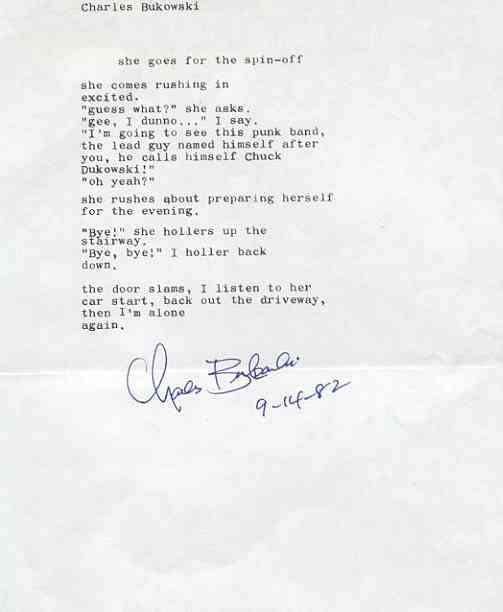 Charles Bukowski
she goes for the spin-off
she comes rushing in
excited.
"guess what?" she asks.
"gee, I dunno..." I say.
"I'm going to see this punk band,
the lead guy named himself after
you, he calls himself Chuck
Dukowski!"
"oh yeah?"
she rushes about preparing herself
for the evening.
"Bye!" she hollers up the
stairway.
"Bye, bye!" I holler back
down.
the door slams, I listen to her
car start, back out the driveway,
then I'm alone
again.
Charles Bukowski
9-14-82